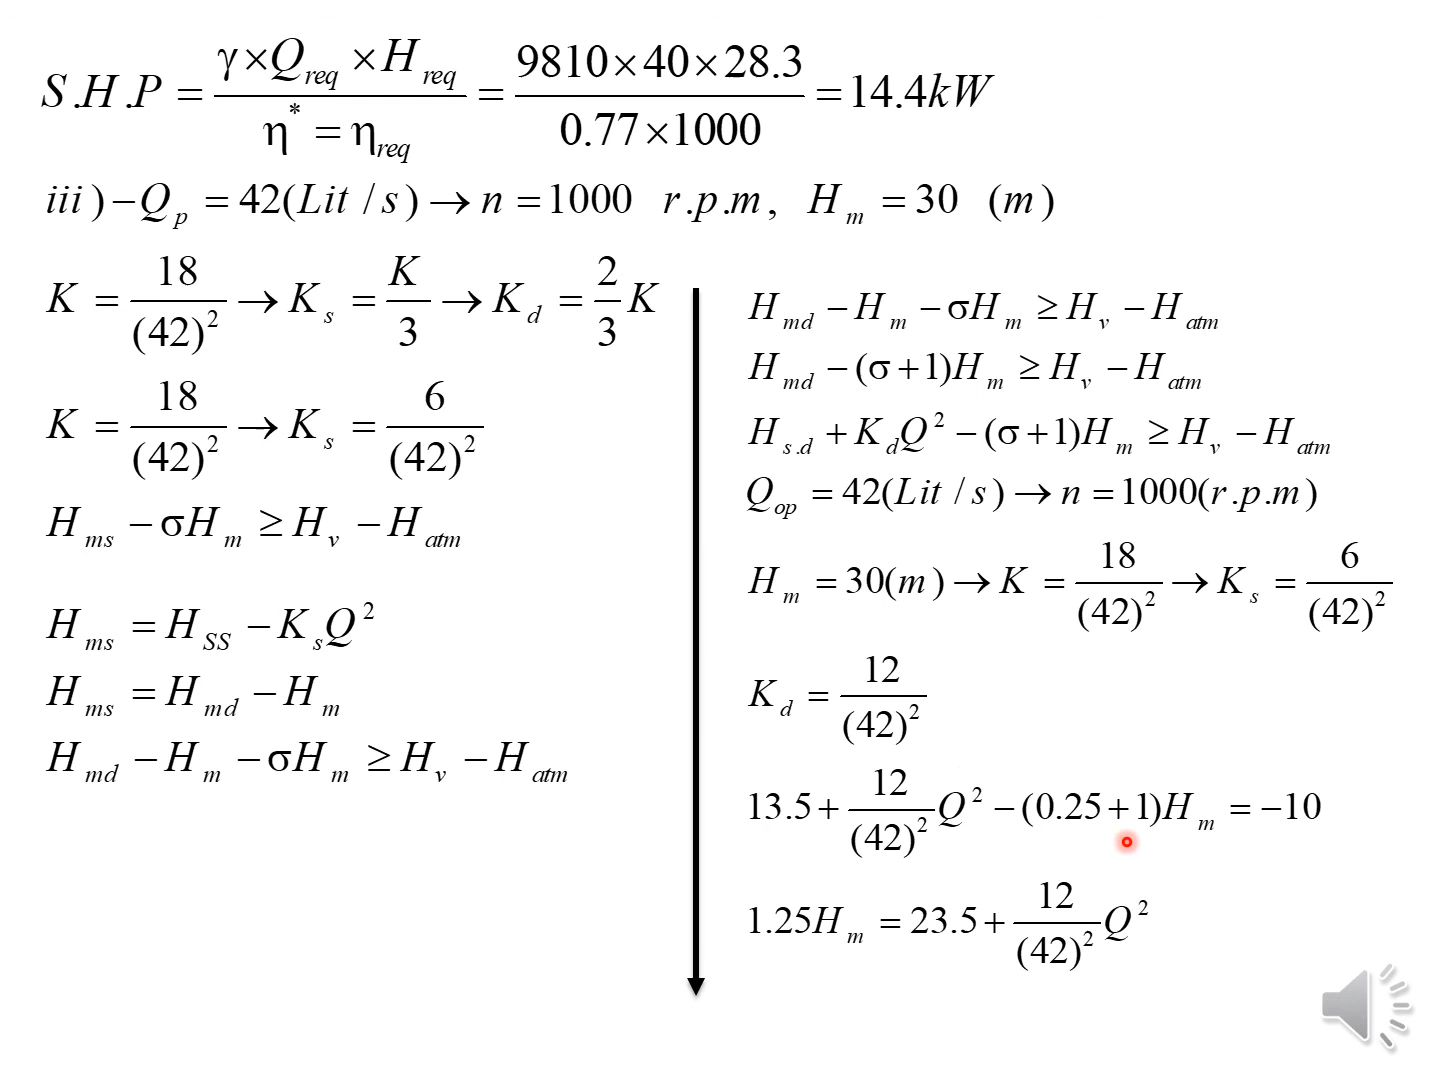 S.H.P = (γ×Q_req×H_req)/(η* = η_req) = (9810×40×28.3)/(0.77×1000) = 14.4kW
iii)−Q_p = 42(Lit/s) → n = 1000 r.p.m, H_m = 30 (m)
K = 18/(42)² → K_s = K/3 → K_d = 2/3 K
K = 18/(42)² → K_s = 6/(42)²
H_ms − σH_m ≥ H_v − H_atm
H_ms = H_SS − K_sQ²
H_ms = H_md − H_m
H_md − H_m − σH_m ≥ H_v − H_atm
H_md − H_m − σH_m ≥ H_v − H_atm
H_md − (σ+1)H_m ≥ H_v − H_atm
H_s.d + K_dQ² − (σ+1)H_m ≥ H_v − H_atm
Q_op = 42(Lit/s) → n = 1000(r.p.m)
H_m = 30(m) → K = 18/(42)² → K_s = 6/(42)²
K_d = 12/(42)²
13.5 + 12/(42)² Q² − (0.25+1)H_m = −10
1.25H_m = 23.5 + 12/(42)² Q²